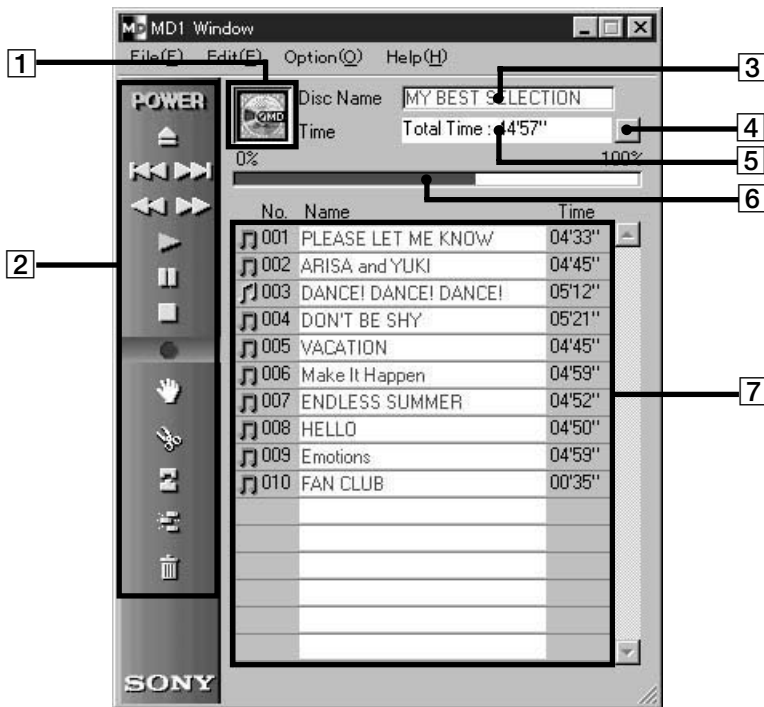 MD MD1 Window
File(F) Edit(E) Option(O) Help(H)
1
3
POWER
QMD
Disc Name MY BEST SELECTION
Time Total Time : 44'57''
4
5
0% 100%
6
2
No. Name Time
001 PLEASE LET ME KNOW 04'33''
002 ARISA and YUKI 04'45''
003 DANCE! DANCE! DANCE! 05'12''
004 DON'T BE SHY 05'21''
005 VACATION 04'45''
006 Make It Happen 04'59''
007 ENDLESS SUMMER 04'52''
7
008 HELLO 04'50''
009 Emotions 04'59''
010 FAN CLUB 00'35''
SONY